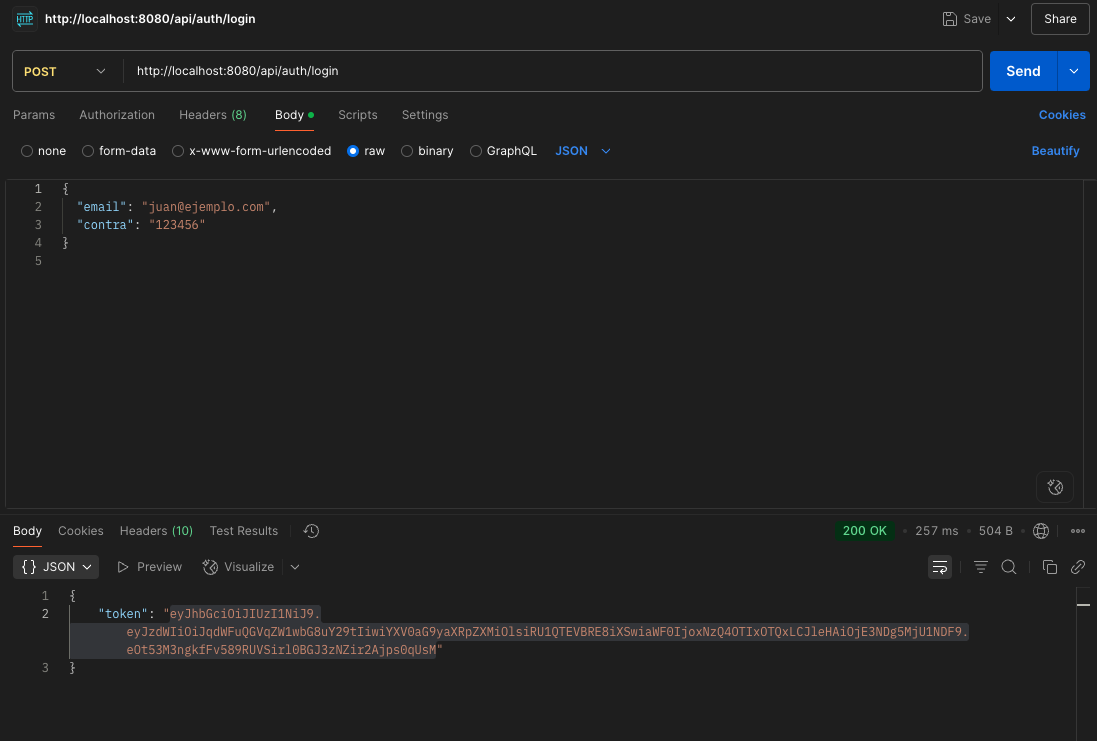 HTTP http://localhost:8080/api/auth/login Save Share
POST http://localhost:8080/api/auth/login Send
Params Authorization Headers (8) Body Scripts Settings Cookies
none form-data x-www-form-urlencoded raw binary GraphQL JSON Beautify
1 {
2 "email": "juan@ejemplo.com",
3 "contra": "123456"
4 }
5
Body Cookies Headers (10) Test Results 200 OK 257 ms 504 B
{} JSON Preview Visualize
1 {
2 "token": "eyJhbGciOiJIUzI1NiJ9.
eyJzdWIiOiJqdWFuQGVqZW1wbG8uY29tIiwiYXV0aG9yaXRpZXMiOlsiRU1QTEVBRE8iXSwiaWF0IjoxNzQ4OTIxOTQxLCJleHAiOjE3NDg5MjU1NDF9.
eOt53M3ngkfFv589RUVSirl0BGJ3zNZir2Ajps0qUsM"
3 }